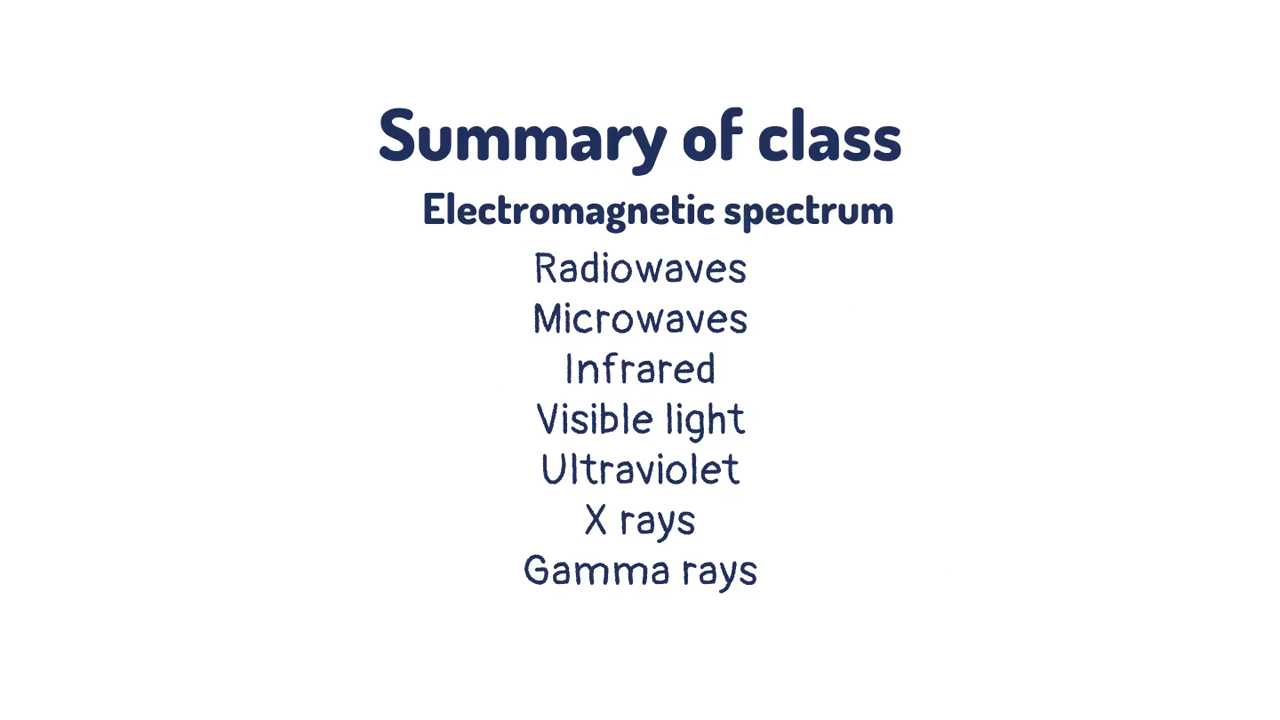 Summary of class
Electromagnetic spectrum
Radiowaves
Microwaves
Infrared
Visible light
Ultraviolet
X rays
Gamma rays